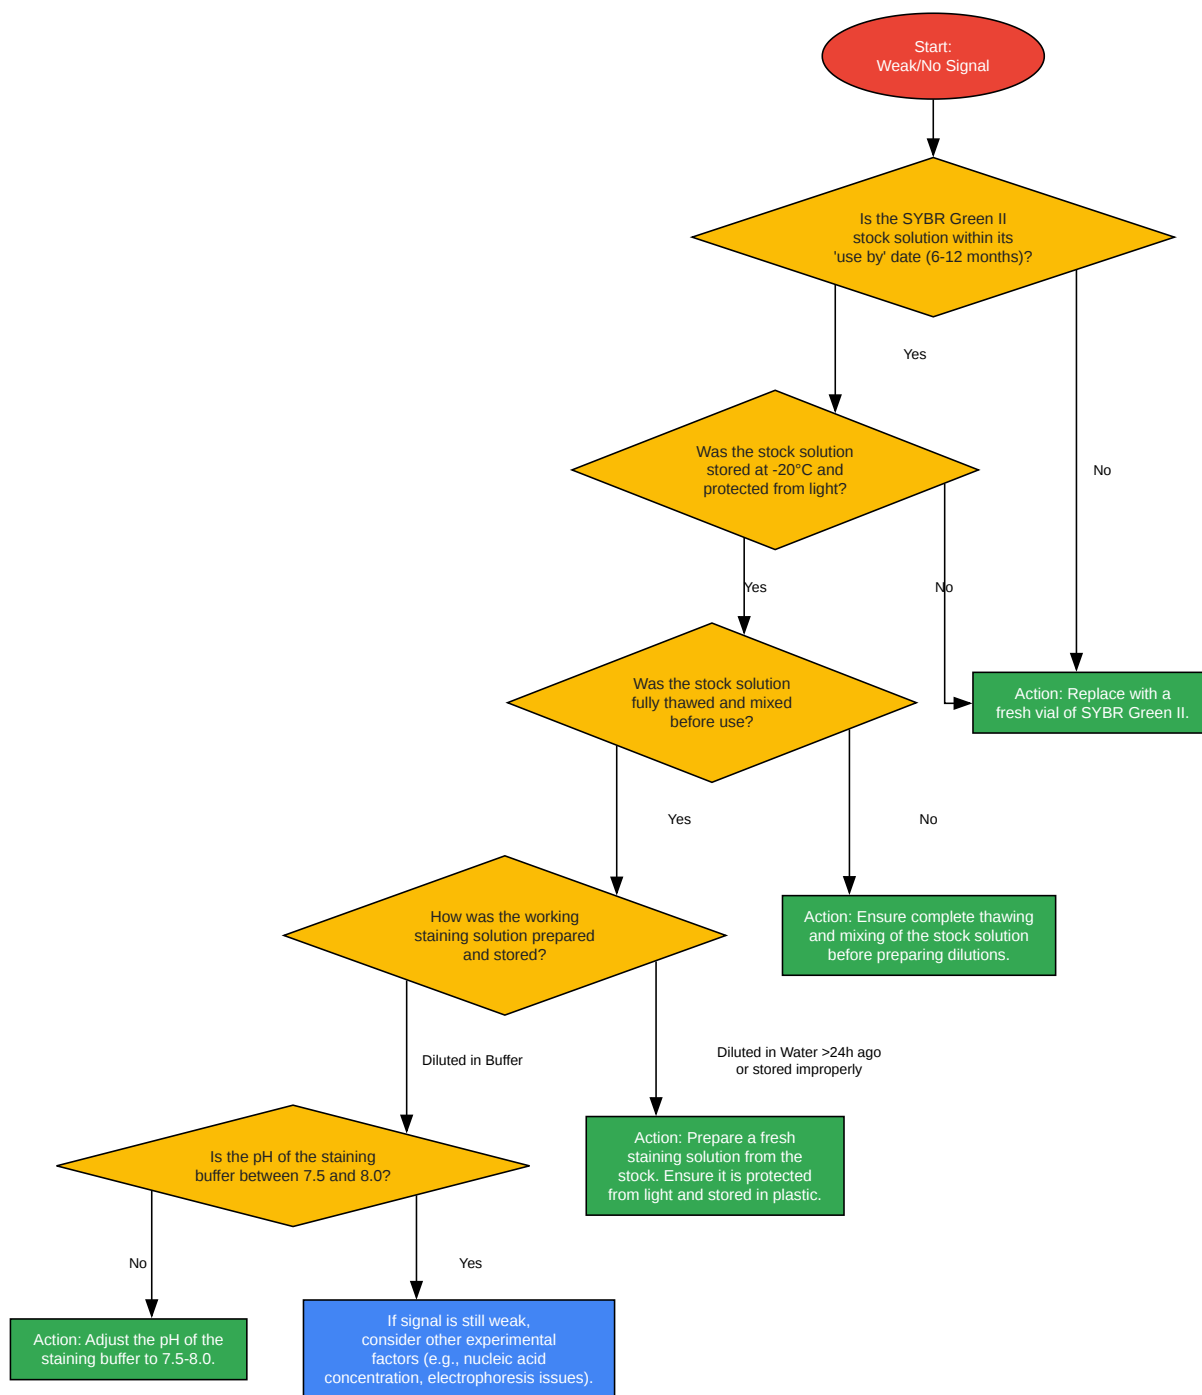 Start:
Weak/No Signal
Is the SYBR Green II
stock solution within its
'use by' date (6-12 months)?
Yes
No
Was the stock solution
stored at -20°C and
protected from light?
Yes
No
Was the stock solution
fully thawed and mixed
before use?
Action: Replace with a
fresh vial of SYBR Green II.
Yes
No
How was the working
staining solution prepared
and stored?
Action: Ensure complete thawing
and mixing of the stock solution
before preparing dilutions.
Diluted in Buffer
Diluted in Water >24h ago
or stored improperly
Is the pH of the staining
buffer between 7.5 and 8.0?
Action: Prepare a fresh
staining solution from the
stock. Ensure it is protected
from light and stored in plastic.
No
Yes
Action: Adjust the pH of the
staining buffer to 7.5-8.0.
If signal is still weak,
consider other experimental
factors (e.g., nucleic acid
concentration, electrophoresis issues).